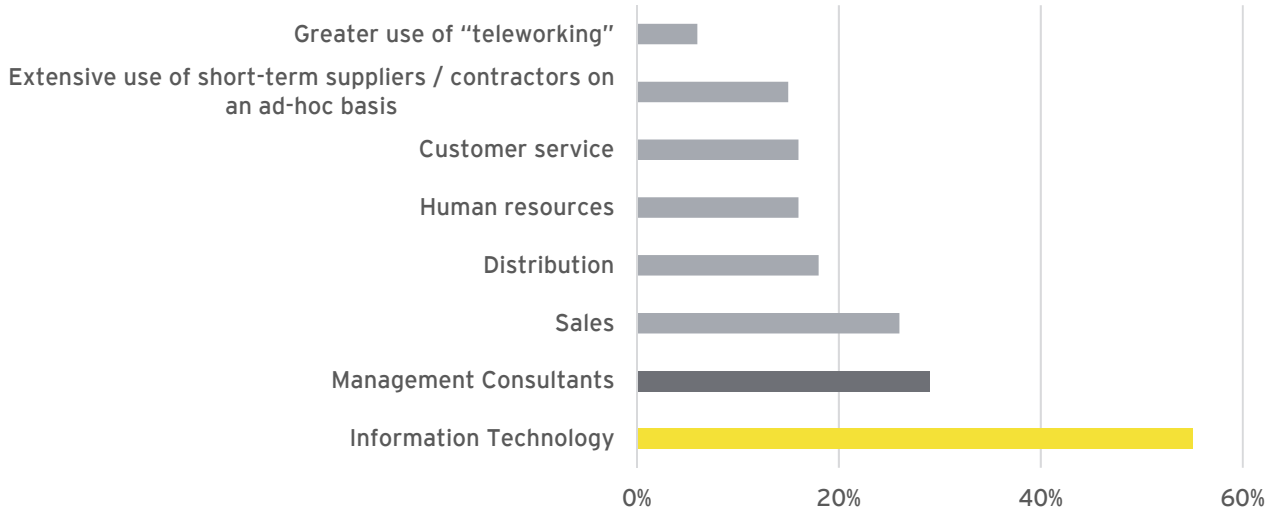 Greater use of “teleworking”
Extensive use of short-term suppliers / contractors on
an ad-hoc basis
Customer service
Human resources
Distribution
Sales
Management Consultants
Information Technology
0% 20% 40% 60%